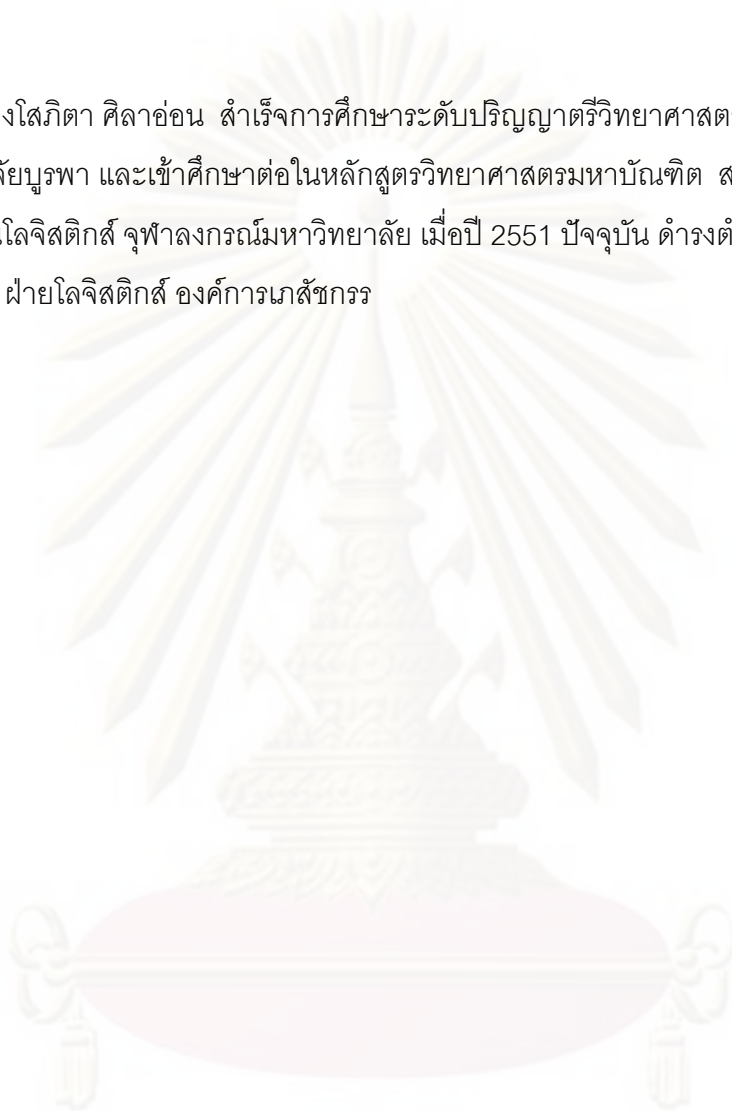 งโสภิตา ศิลาอ่อน สำเร็จการศึกษาระดับปริญญาตรีวิทยาศาสตร
ลัยบูรพา และเข้าศึกษาต่อในหลักสูตรวิทยาศาสตรมหาบัณฑิต ส
นโลจิสติกส์ จุฬาลงกรณ์มหาวิทยาลัย เมื่อปี 2551 ปัจจุบัน ดำรงต
ฝ่ายโลจิสติกส์ องค์การเภสัชกรร